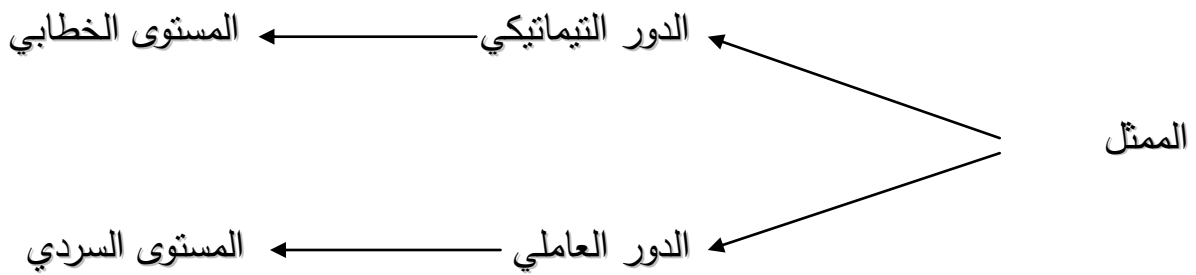 الدور التيماتيكي المستوى الخطابي
الممثل
الدور العاملي المستوى السردي